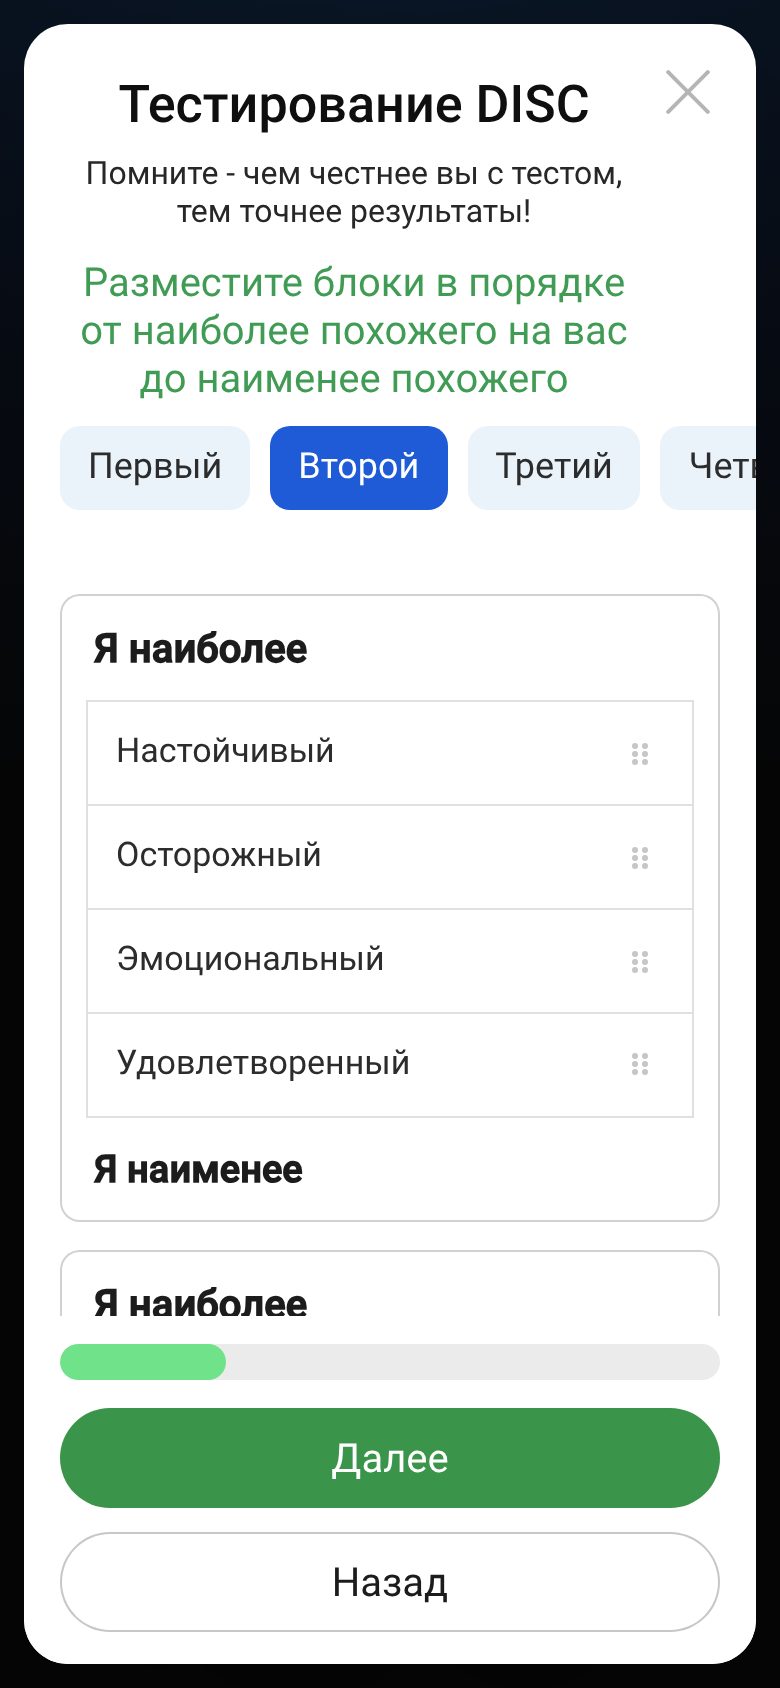 Тестирование DISC
Помните - чем честнее вы с тестом,
тем точнее результаты!
Разместите блоки в порядке
от наиболее похожего на вас
до наименее похожего
Первый Второй Третий
Я наиболее
Настойчивый
Осторожный
Эмоциональный
Удовлетворенный
Я наименее
Я наиболее
Далее
Назад